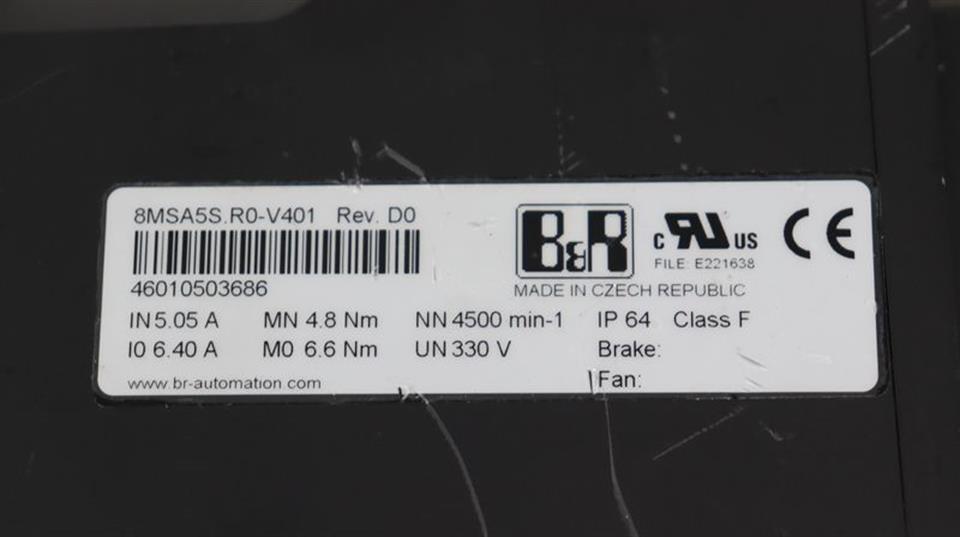 8MSA5S.R0-V401 Rev. D0
B&R
c RU US
FILE: E221638
CE
46010503686
MADE IN CZECH REPUBLIC
IN 5.05 A MN 4.8 Nm NN 4500 min-1 IP 64 Class F
I0 6.40 A M0 6.6 Nm UN 330 V Brake:
www.br-automation.com Fan: